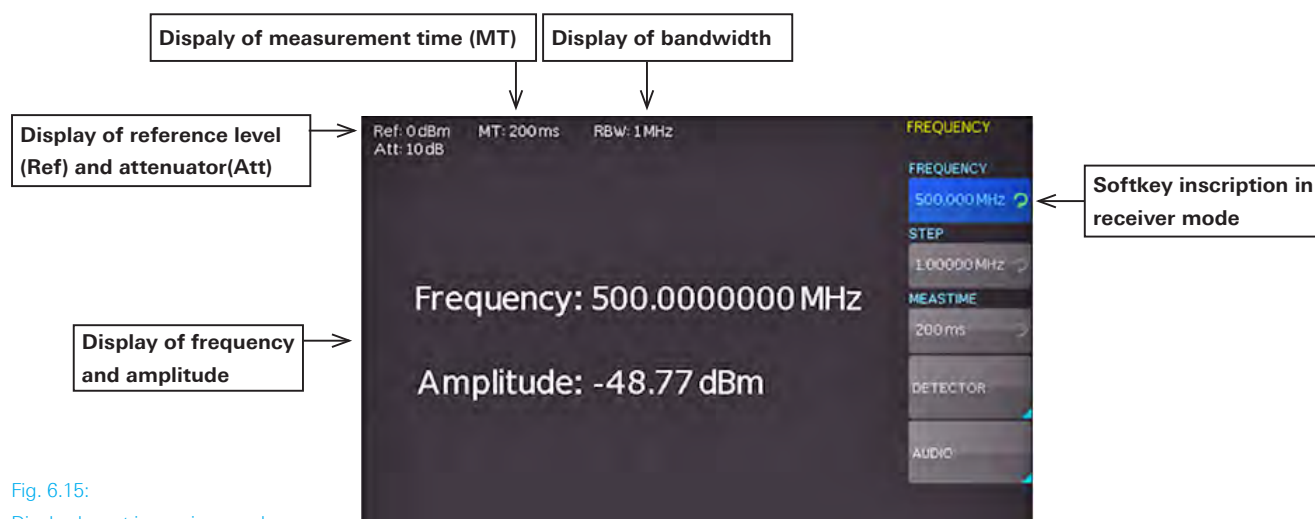 Dispaly of measurement time (MT)
Display of bandwidth
Display of reference level
(Ref) and attenuator(Att)
Ref: 0 dBm MT: 200 ms RBW: 1 MHz
Att: 10 dB
FREQUENCY
FREQUENCY
500.000 MHz
Softkey inscription in
receiver mode
STEP
1.00000 MHz
Frequency: 500.0000000 MHz
MEASTIME
200 ms
Display of frequency
and amplitude
Amplitude: -48.77 dBm
DETECTOR
AUDIO
Fig. 6.15: